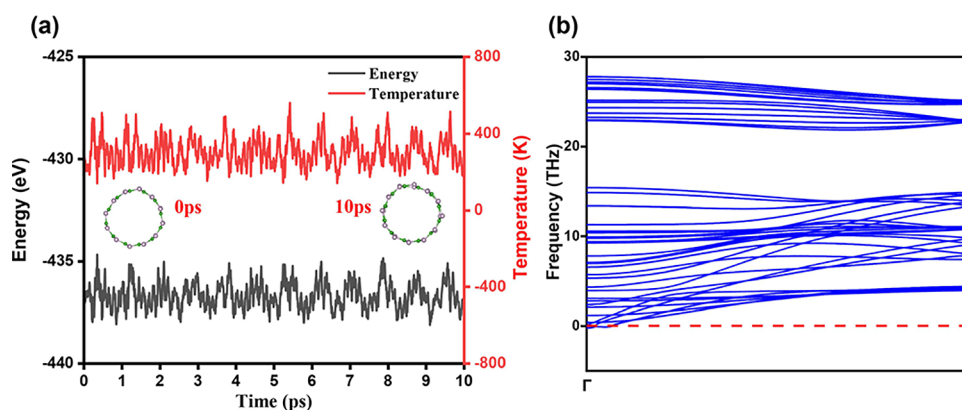 (a)
-425
-430
-435
-440
Energy (eV)
800
400
0
-400
-800
Temperature (K)
Energy
Temperature
0ps
10ps
0 1 2 3 4 5 6 7 8 9 10
Time (ps)
(b)
30
20
10
0
Frequency (THz)
Γ